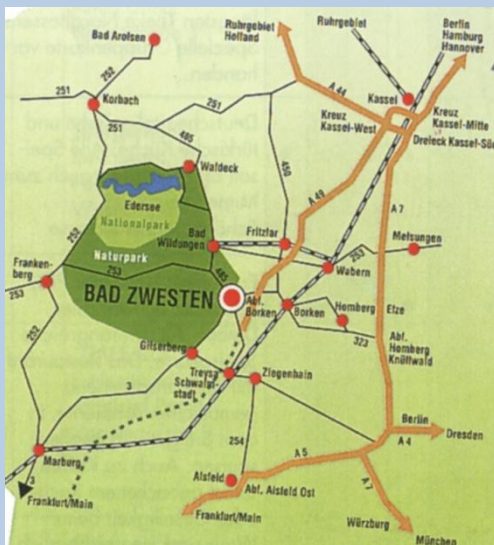 Ruhrgebiet
Holland
Ruhrgebiet
Berlin
Hamburg
Hannover
Bad Arolsen
252
251
Korbach
251
A 44
Kassel
Kreuz
Kassel-West
Kreuz
Kassel-Mitte
Dreieck Kassel-Süd
251
485
Waldeck
450
A 49
A 7
Edersee
Nationalpark
252
Bad
Wildungen
Fritzlar
Melsungen
253
Naturpark
253
Wabern
Franken-
berg
253
485
BAD ZWESTEN
Abf.
Borken
Borken
Homberg
Efze
323
Abf.
Homberg
Knüllwald
252
Gilserberg
Treysa
Schwalm-
stadt
Ziegenhain
3
254
Berlin
A 4
Dresden
Marburg
3
Frankfurt/Main
Alsfeld
A 5
Abf. Alsfeld Ost
Frankfurt/Main
A 7
Würzburg
München